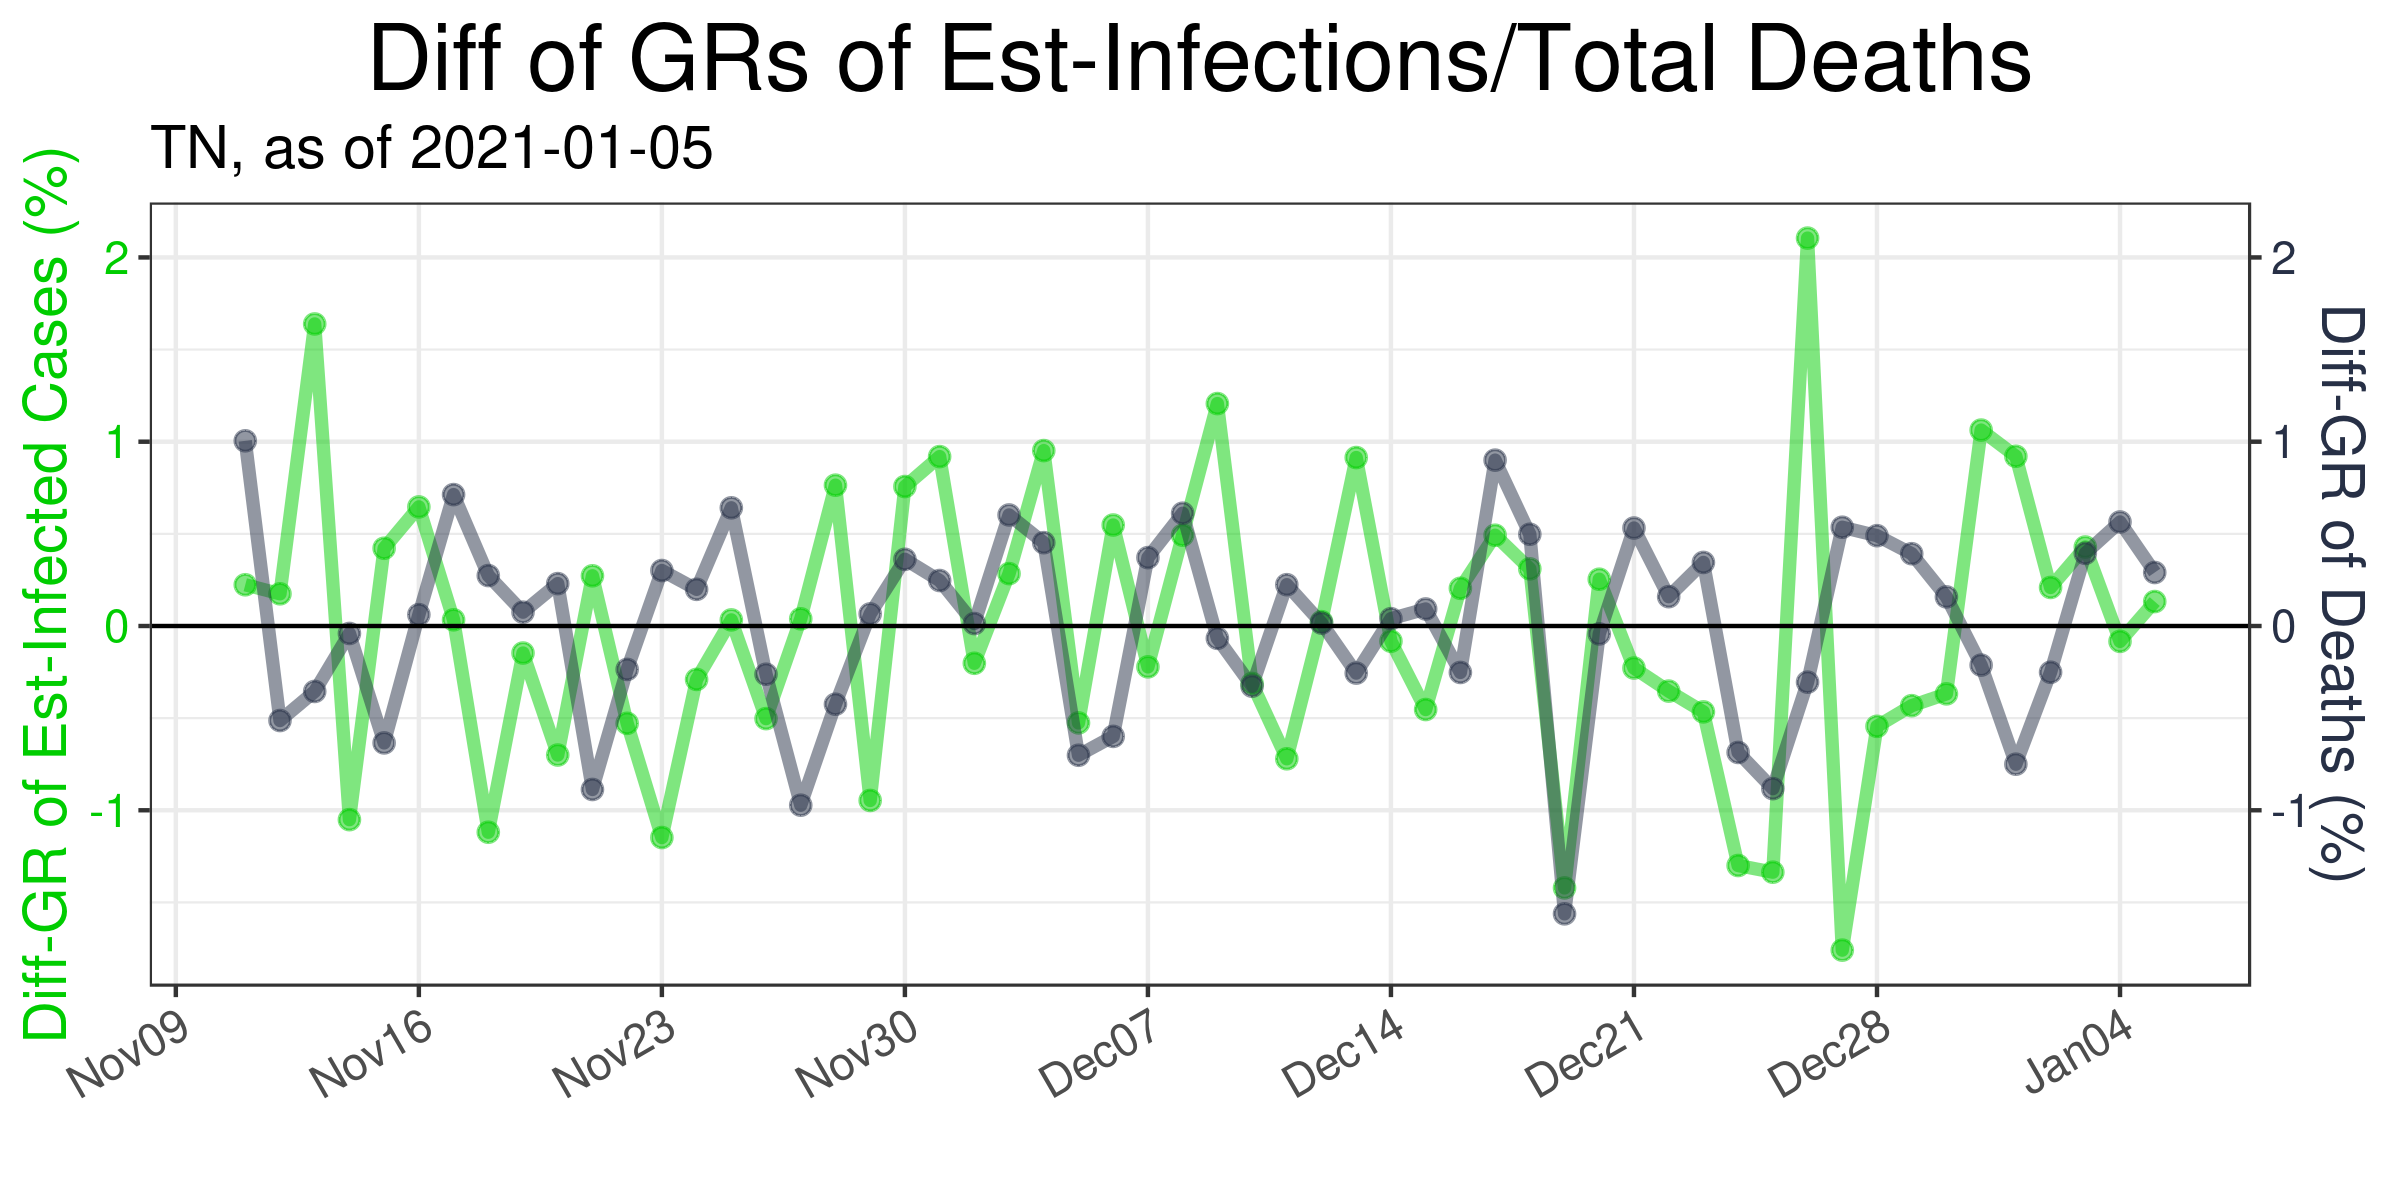 Diff of GRs of Est-Infections/Total Deaths
TN, as of 2021-01-05
Diff-GR of Est-Infected Cases (%)
2
1
0
-1
2
1
0
-1
Diff-GR of Deaths (%)
Nov09
Nov16
Nov23
Nov30
Dec07
Dec14
Dec21
Dec28
Jan04